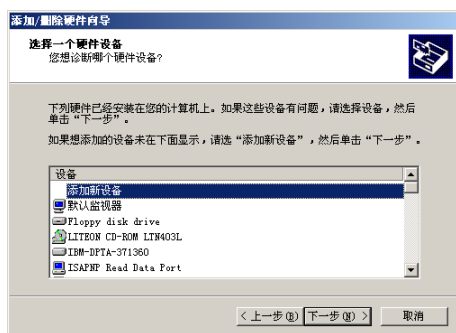 添加/删除硬件向导
选择一个硬件设备
您想诊断哪个硬件设备?
下列硬件已经安装在您的计算机上。如果这些设备有问题，请选择设备，然后
单击“下一步”。
如果想添加的设备未在下面显示，请选“添加新设备”，然后单击“下一步”。
设备
添加新设备
默认监视器
Floppy disk drive
LITEON CD-ROM LTN403L
IBM-DPTA-371360
ISAPNP Read Data Port
< 上一步(B) 下一步(N) > 取消